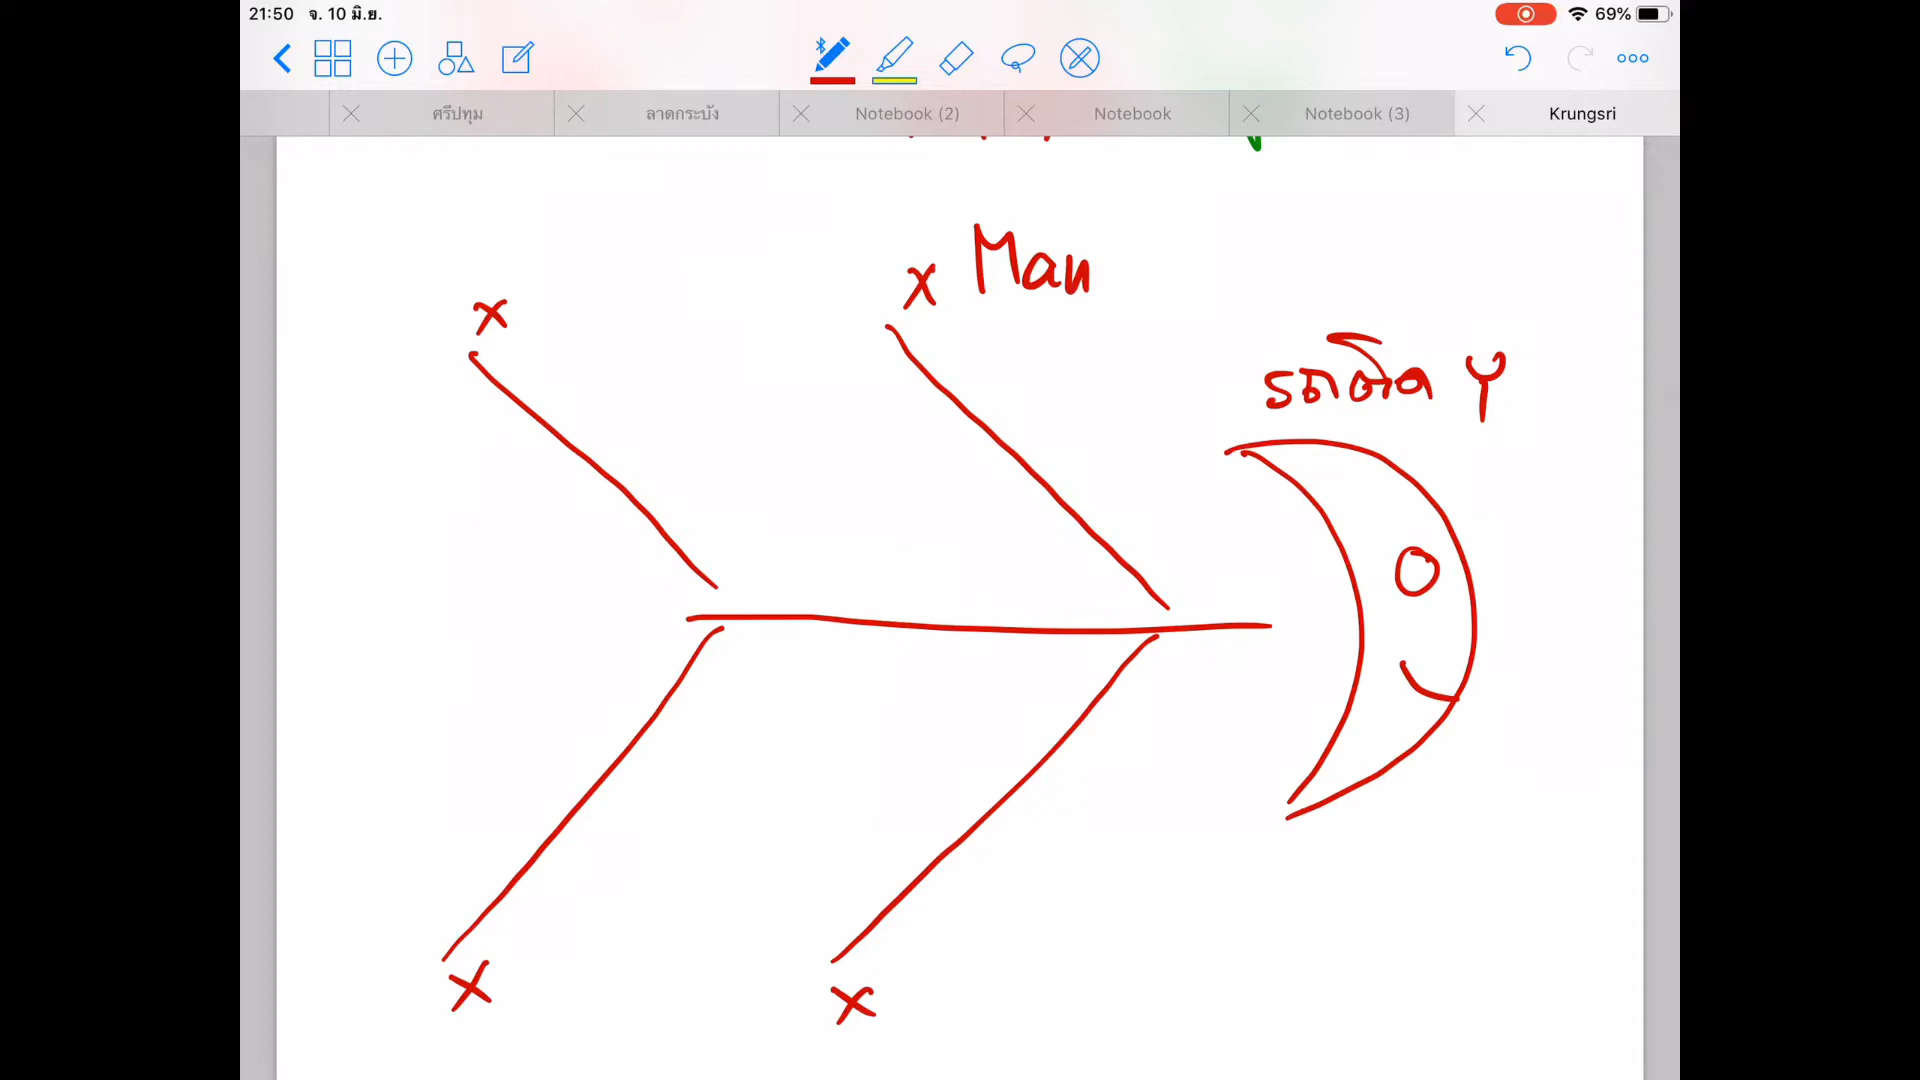 21:50 จ. 10 มิ.ย. 69%
ศรีปทุม ลาดกระบัง Notebook (2) Notebook Notebook (3) Krungsri
x Man
x
รถติด Y
x
x